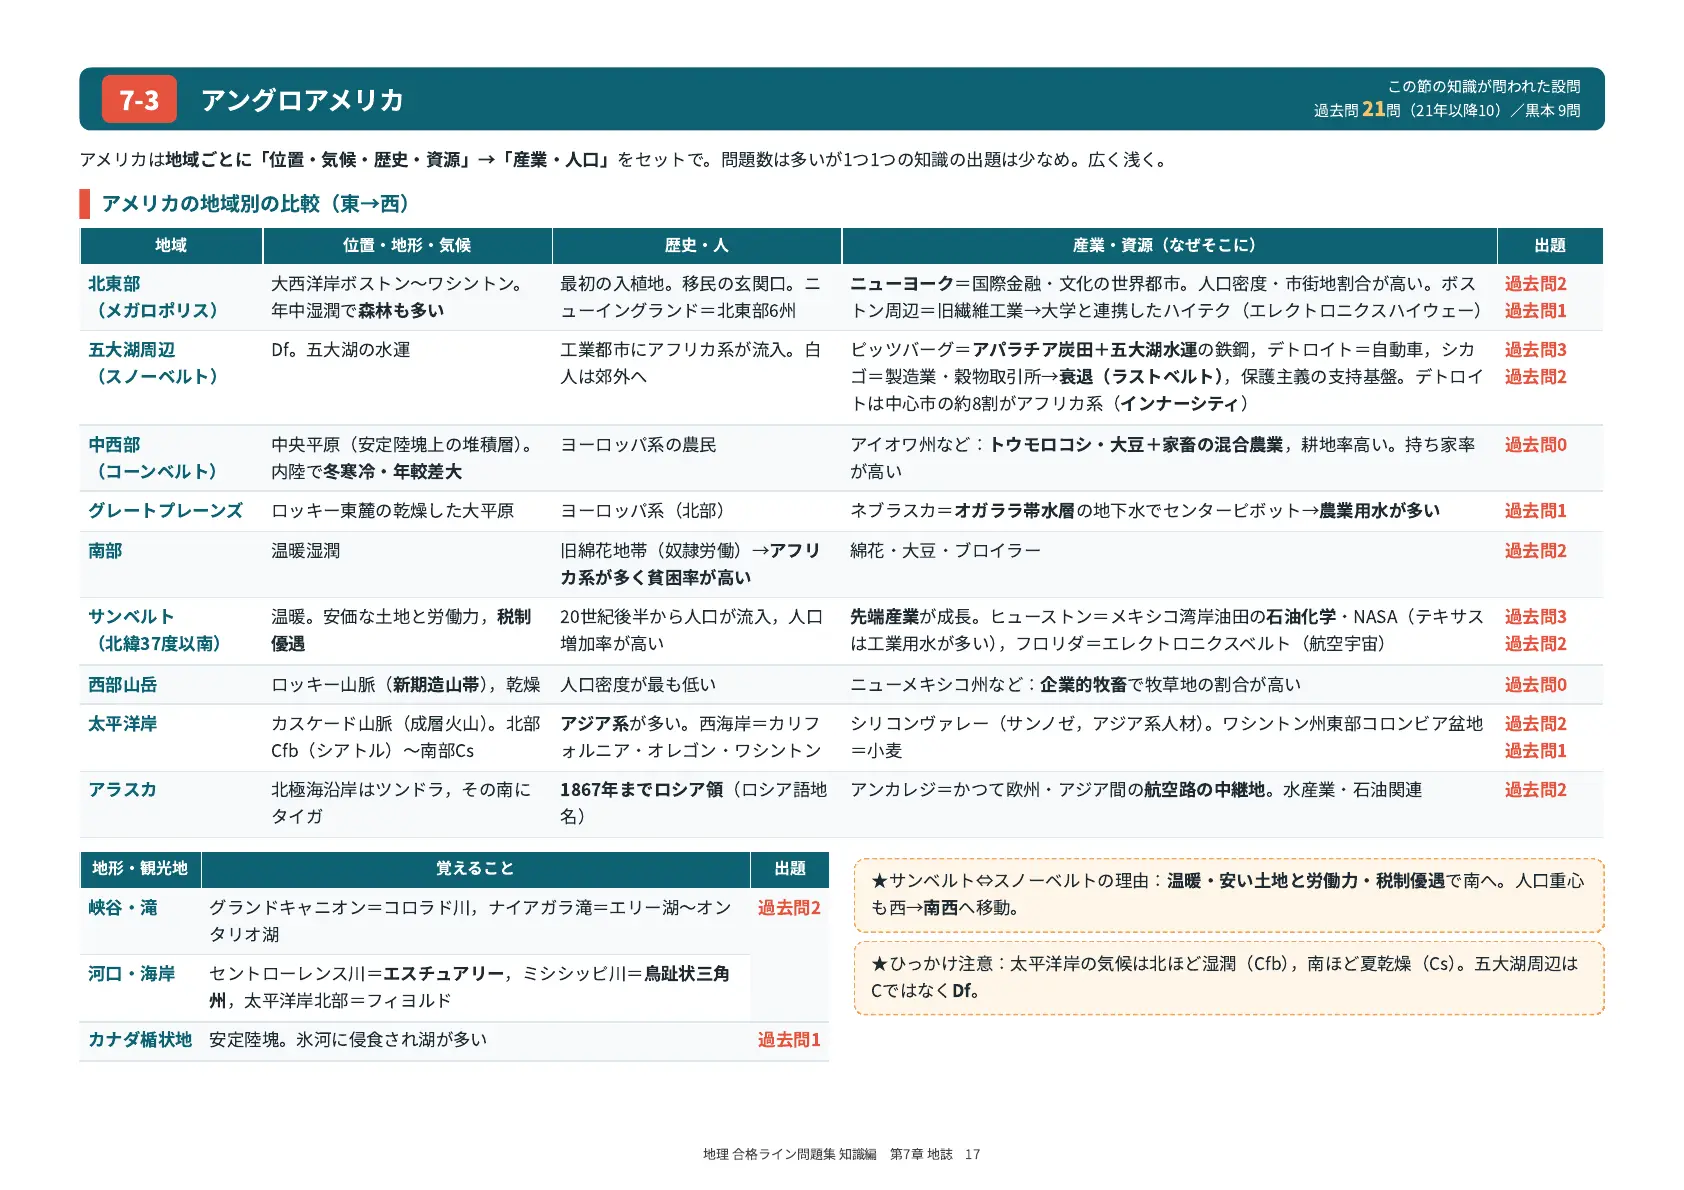 7-3 アングロアメリカ
この節の知識が問われた設問
過去問21問（21年以降10）／黒本9問
アメリカは地域ごとに「位置・気候・歴史・資源」→「産業・人口」をセットで。問題数は多いが1つ1つの知識の出題は少なめ。広く浅く。
アメリカの地域別の比較（東→西）
地域 位置・地形・気候 歴史・人 産業・資源（なぜそこに） 出題
北東部
（メガロポリス）
大西洋岸ボストン～ワシントン。
年中湿潤で森林も多い
最初の入植地。移民の玄関口。ニ
ューイングランド＝北東部6州
ニューヨーク＝国際金融・文化の世界都市。人口密度・市街地割合が高い。ボス
トン周辺＝旧繊維工業→大学と連携したハイテク（エレクトロニクスハイウェー）
過去問2
過去問1
五大湖周辺
（スノーベルト）
Df。五大湖の水運
工業都市にアフリカ系が流入。白
人は郊外へ
ピッツバーグ＝アパラチア炭田＋五大湖水運の鉄鋼，デトロイト＝自動車，シカ
ゴ＝製造業・穀物取引所→衰退（ラストベルト），保護主義の支持基盤。デトロイ
トは中心市の約8割がアフリカ系（インナーシティ）
過去問3
過去問2
中西部
（コーンベルト）
中央平原（安定陸塊上の堆積層）。
内陸で冬寒冷・年較差大
ヨーロッパ系の農民
アイオワ州など：トウモロコシ・大豆＋家畜の混合農業，耕地率高い。持ち家率
が高い
過去問0
グレートプレーンズ
ロッキー東麓の乾燥した大平原
ヨーロッパ系（北部）
ネブラスカ＝オガララ帯水層の地下水でセンターピボット→農業用水が多い
過去問1
南部
温暖湿潤
旧綿花地帯（奴隷労働）→アフリ
カ系が多く貧困率が高い
綿花・大豆・ブロイラー
過去問2
サンベルト
（北緯37度以南）
温暖。安価な土地と労働力，税制
優遇
20世紀後半から人口が流入，人口
増加率が高い
先端産業が成長。ヒューストン＝メキシコ湾岸油田の石油化学・NASA（テキサス
は工業用水が多い），フロリダ＝エレクトロニクスベルト（航空宇宙）
過去問3
過去問2
西部山岳
ロッキー山脈（新期造山帯），乾燥
人口密度が最も低い
ニューメキシコ州など：企業的牧畜で牧草地の割合が高い
過去問0
太平洋岸
カスケード山脈（成層火山）。北部
Cfb（シアトル）～南部Cs
アジア系が多い。西海岸＝カリフ
ォルニア・オレゴン・ワシントン
シリコンヴァレー（サンノゼ，アジア系人材）。ワシントン州東部コロンビア盆地
＝小麦
過去問2
過去問1
アラスカ
北極海沿岸はツンドラ，その南に
タイガ
1867年までロシア領（ロシア語地
名）
アンカレジ＝かつて欧州・アジア間の航空路の中継地。水産業・石油関連
過去問2
地形・観光地 覚えること 出題
峡谷・滝
グランドキャニオン＝コロラド川，ナイアガラ滝＝エリー湖～オン
タリオ湖
過去問2
河口・海岸
セントローレンス川＝エスチュアリー，ミシシッピ川＝鳥趾状三角
州，太平洋岸北部＝フィヨルド
カナダ楯状地
安定陸塊。氷河に侵食され湖が多い
過去問1
★サンベルト⇔スノーベルトの理由：温暖・安い土地と労働力・税制優遇で南へ。人口重心
も西→南西へ移動。
★ひっかけ注意：太平洋岸の気候は北ほど湿潤（Cfb），南ほど夏乾燥（Cs）。五大湖周辺は
CではなくDf。
地理 合格ライン問題集 知識編 第7章 地誌 17